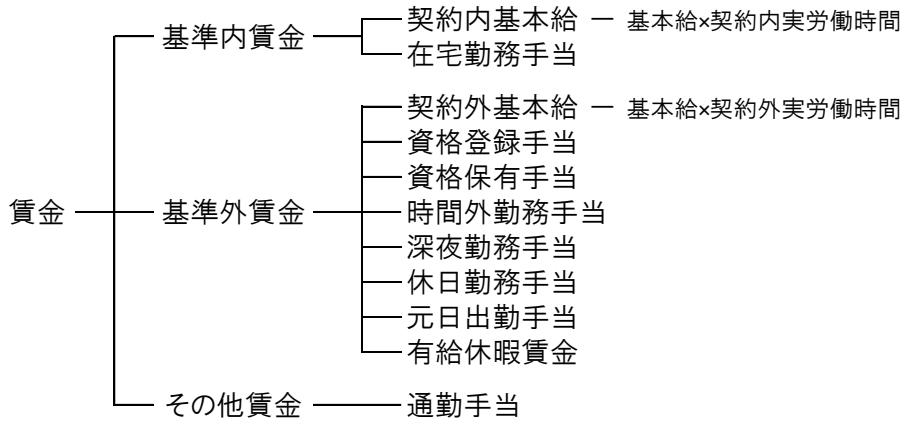 契約内基本給 ー 基本給×契約内実労働時間
基準内賃金
在宅勤務手当
契約外基本給 ー 基本給×契約外実労働時間
資格登録手当
資格保有手当
賃金 基準外賃金 時間外勤務手当
深夜勤務手当
休日勤務手当
元日出勤手当
有給休暇賃金
その他賃金 通勤手当